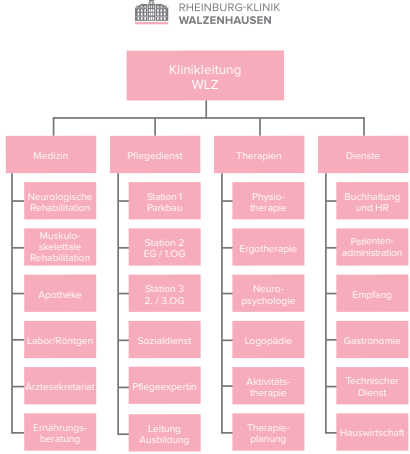 RHEINBURG-KLINIK
WALZENHAUSEN
Klinikleitung
WLZ
Medizin
Pflegedienst
Therapien
Dienste
Neurologische
Rehabilitation
Muskulo-
skelettale
Rehabilitation
Apotheke
Labor/Röntgen
Ärztesekretariat
Ernährungs-
beratung
Station 1
Parkbau
Station 2
EG / 1.OG
Station 3
2. / 3.OG
Sozialdienst
Pflegeexpertin
Leitung
Ausbildung
Physio-
therapie
Ergotherapie
Neuro-
psychologie
Logopädie
Aktivitäts-
therapie
Therapie-
planung
Buchhaltung
und HR
Patienten-
administration
Empfang
Gastronomie
Technischer
Dienst
Hauswirtschaft